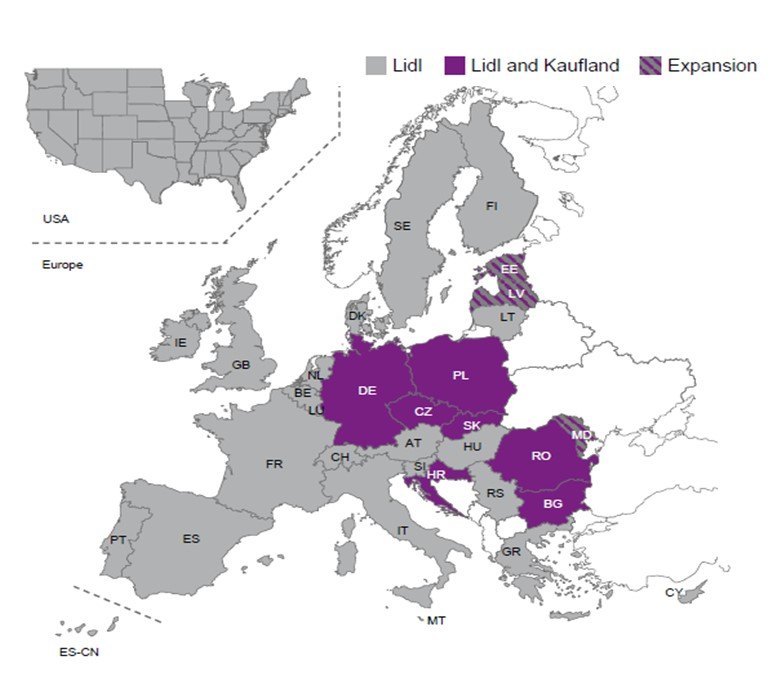 Lidl
Lidl and Kaufland
Expansion
USA
Europe
FI
SE
EE
LV
LT
DK
IE
GB
NL
BE
LU
DE
PL
CZ
SK
AT
HU
CH
SI
HR
RO
MD
FR
RS
BG
PT
ES
IT
GR
CY
MT
ES-CN